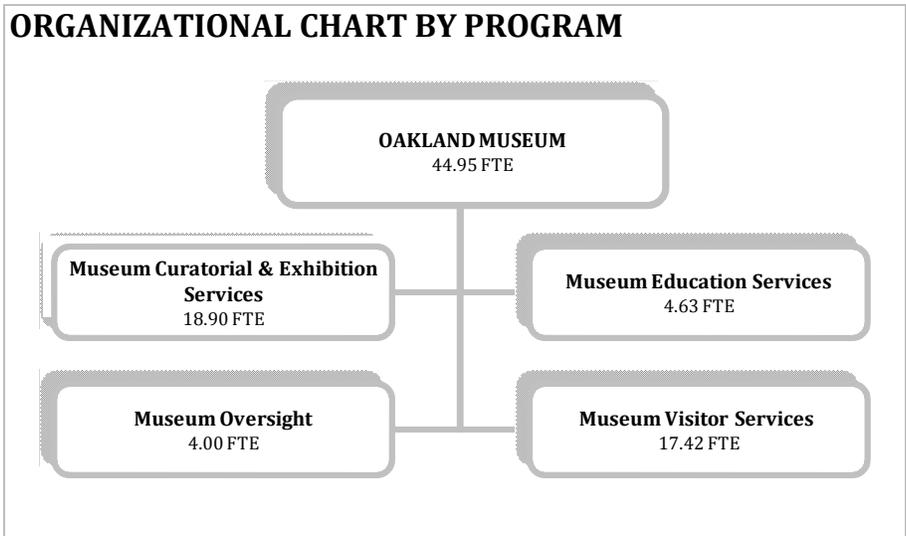 ORGANIZATIONAL CHART BY PROGRAM
OAKLAND MUSEUM
44.95 FTE
Museum Curatorial & Exhibition
Services
18.90 FTE
Museum Education Services
4.63 FTE
Museum Oversight
4.00 FTE
Museum Visitor Services
17.42 FTE